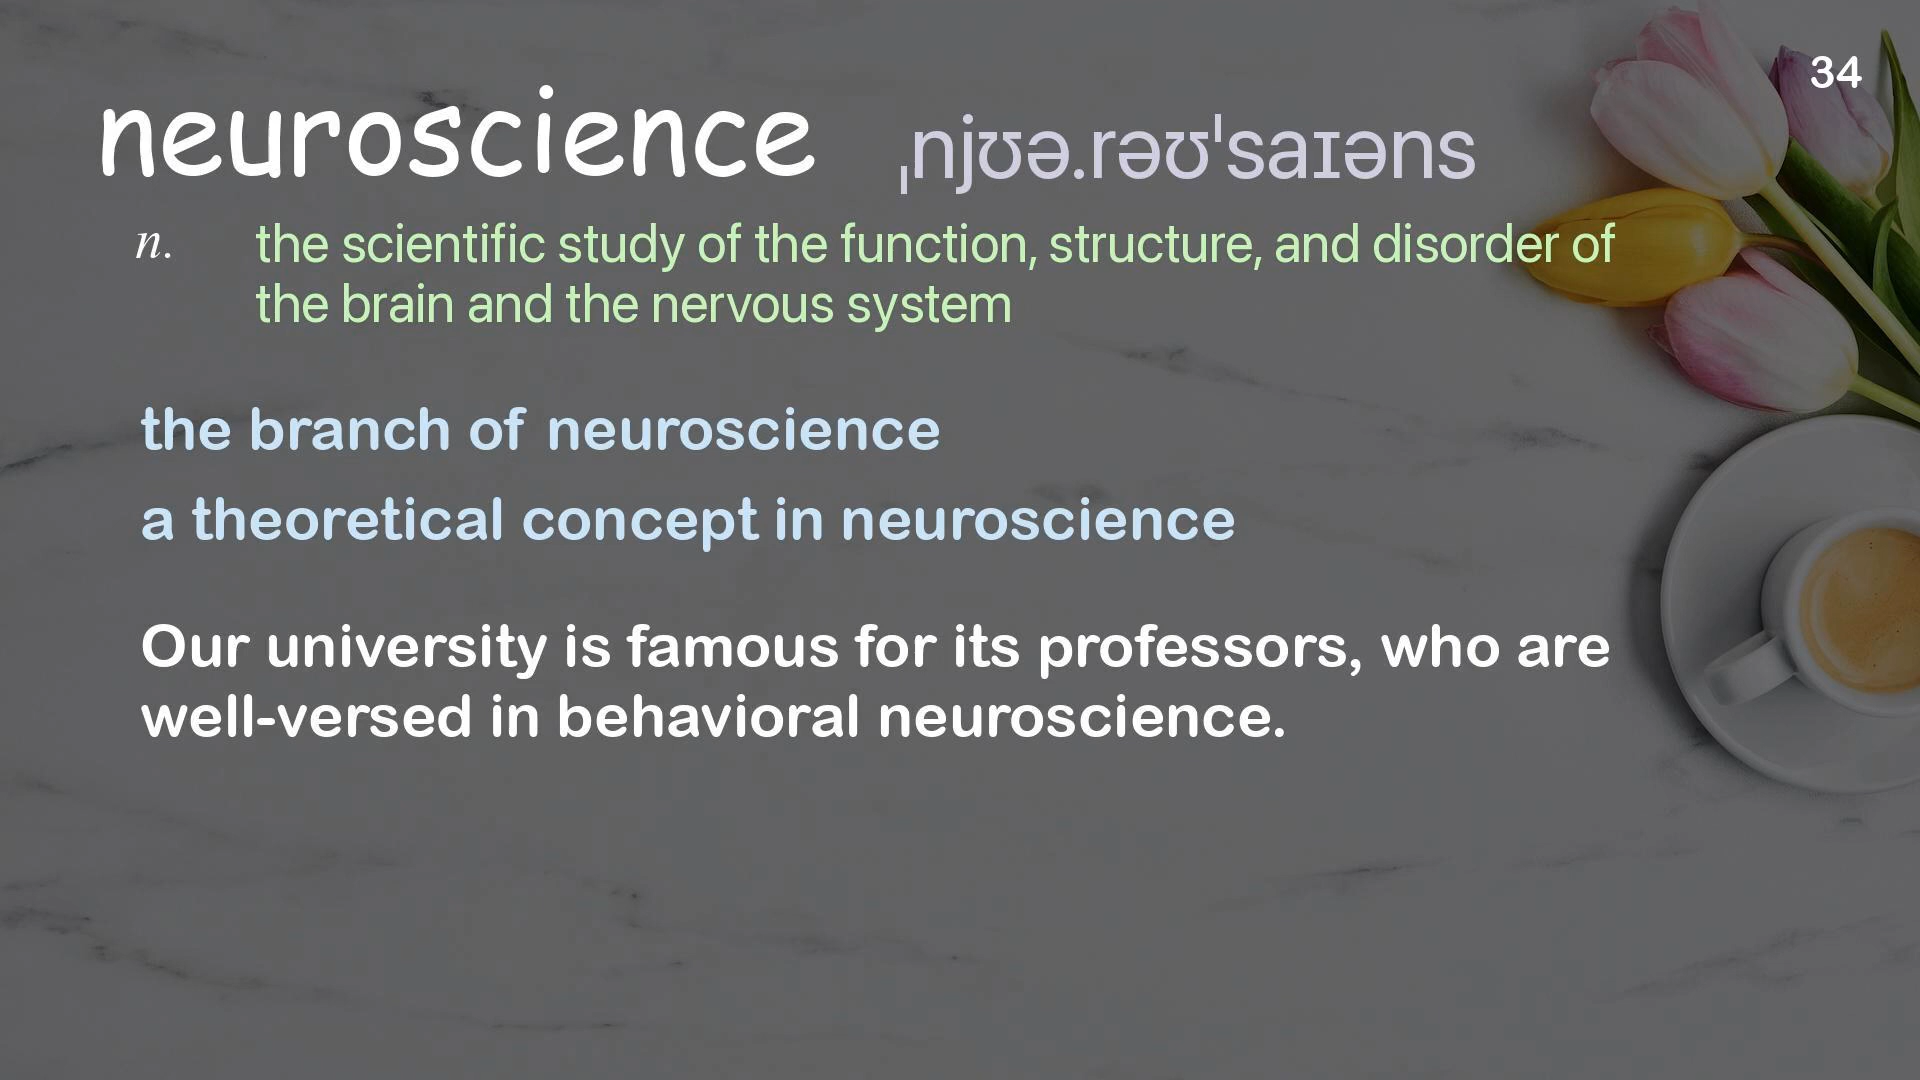 34
neuroscience ˌnjʊə.rəʊˈsaɪəns
n. the scientific study of the function, structure, and disorder of
the brain and the nervous system
the branch of neuroscience
a theoretical concept in neuroscience
Our university is famous for its professors, who are
well-versed in behavioral neuroscience.